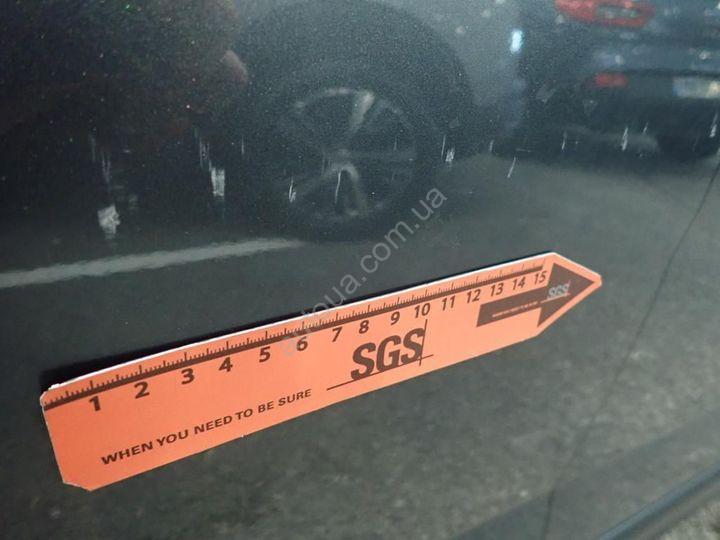 autoua.com.ua
1 2 3 4 5 6 7 8 9 10 11 12 13 14 15
SGS
SGS
WHEN YOU NEED TO BE SURE